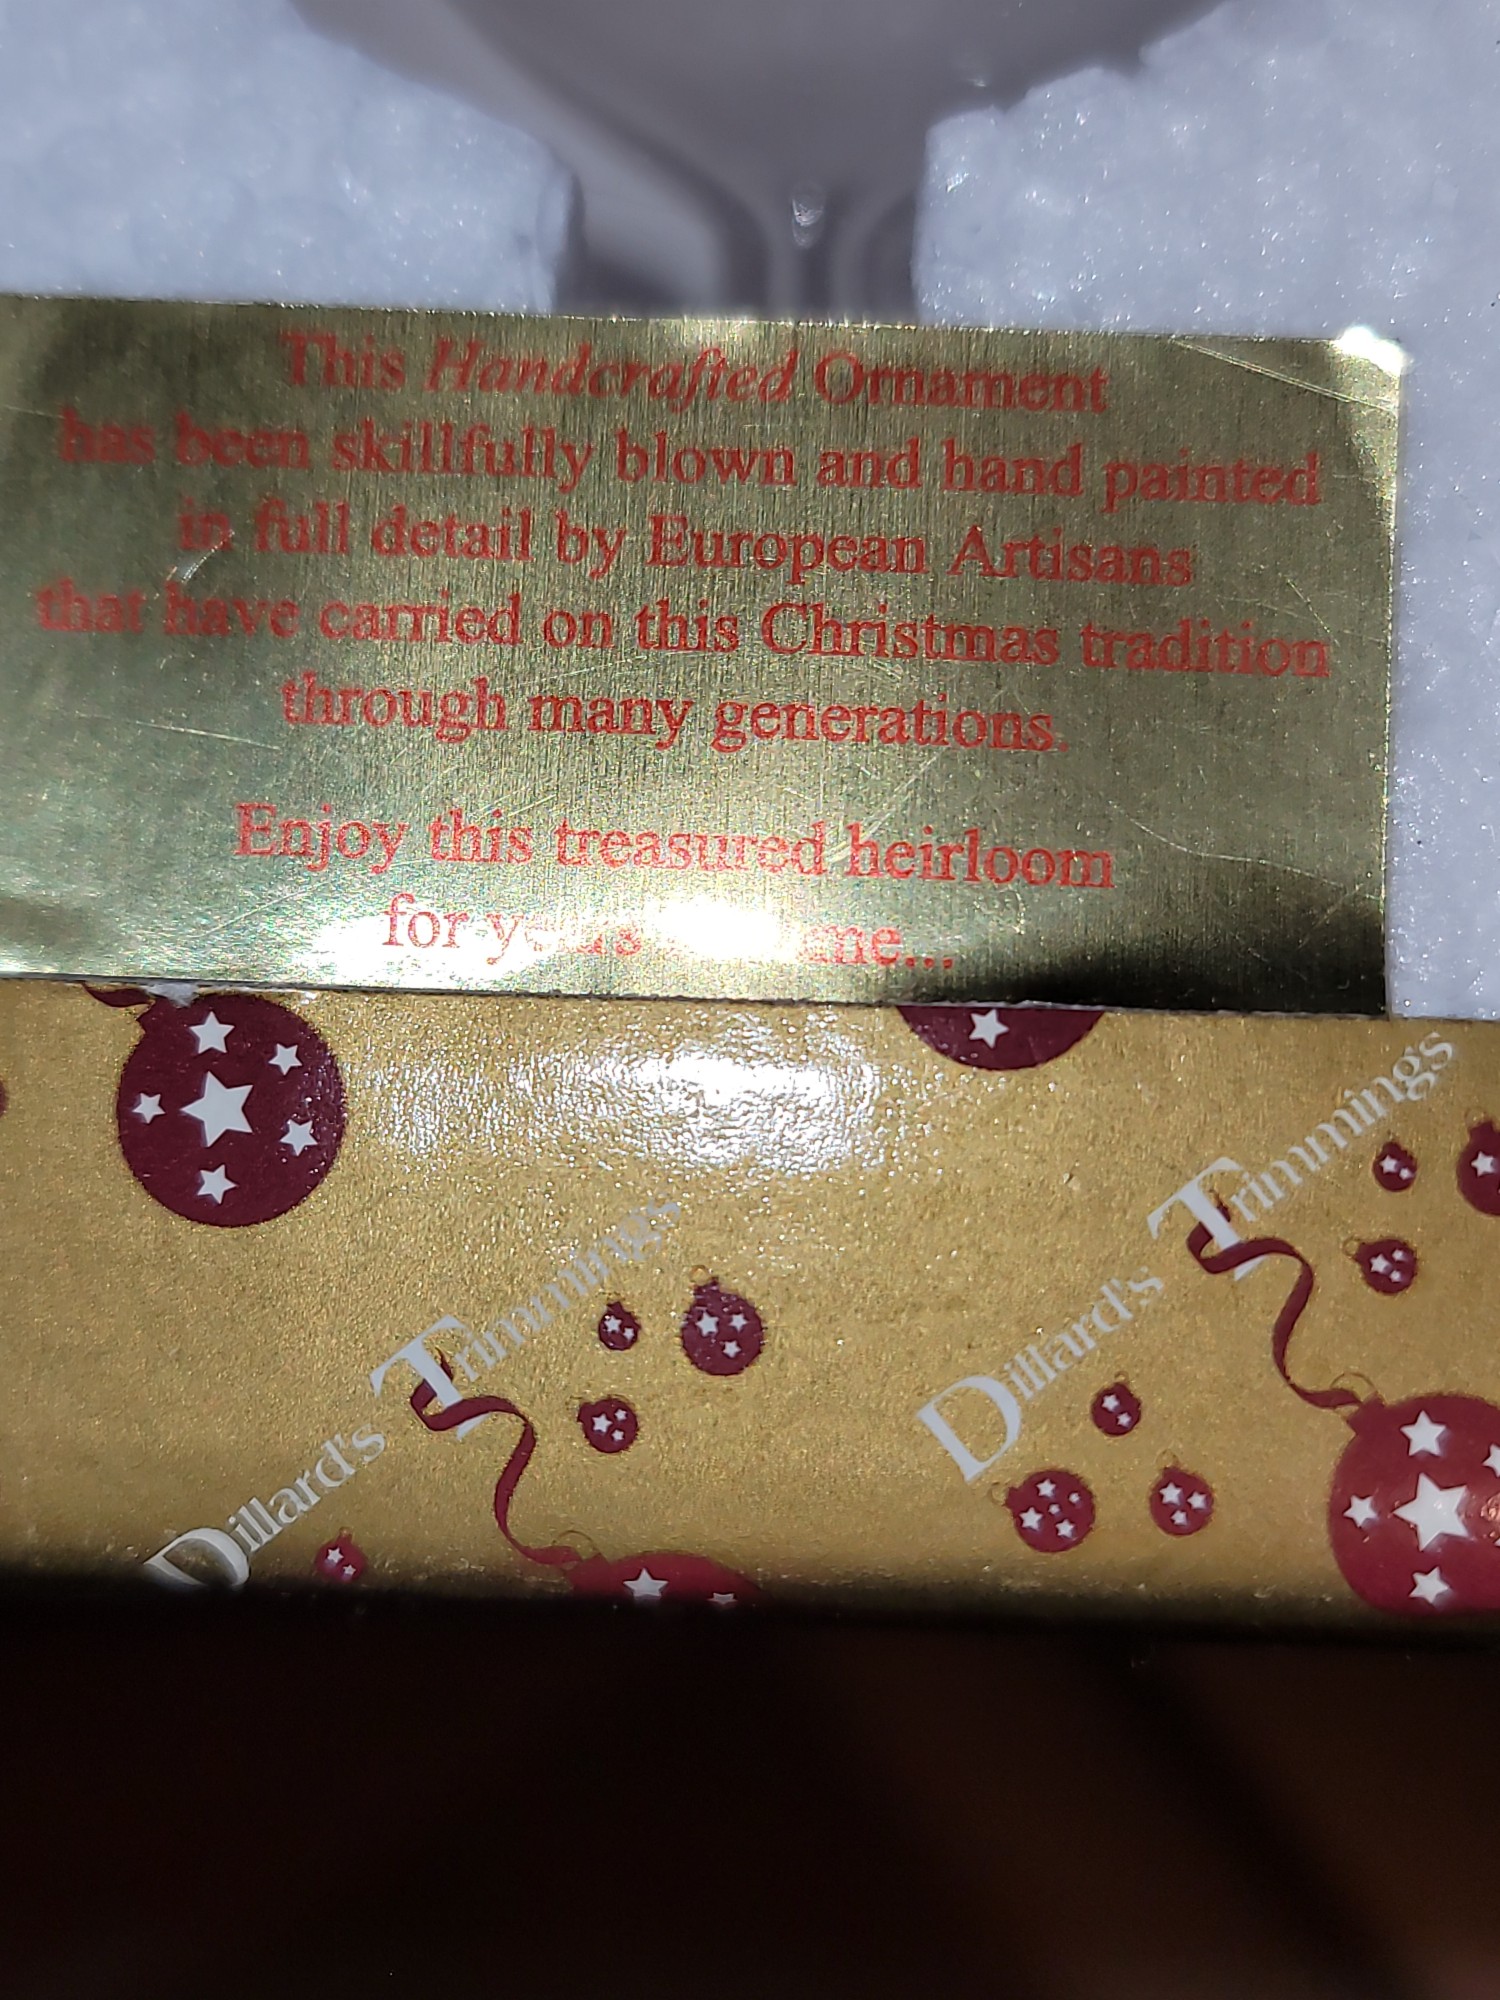 This Handcrafted Ornament
has been skillfully blown and hand painted
in full detail by European Artisans
that have carried on this Christmas tradition
through many generations.
Enjoy this treasured heirloom
for years
Dillard's Trimmings
Dillard's Trimmings